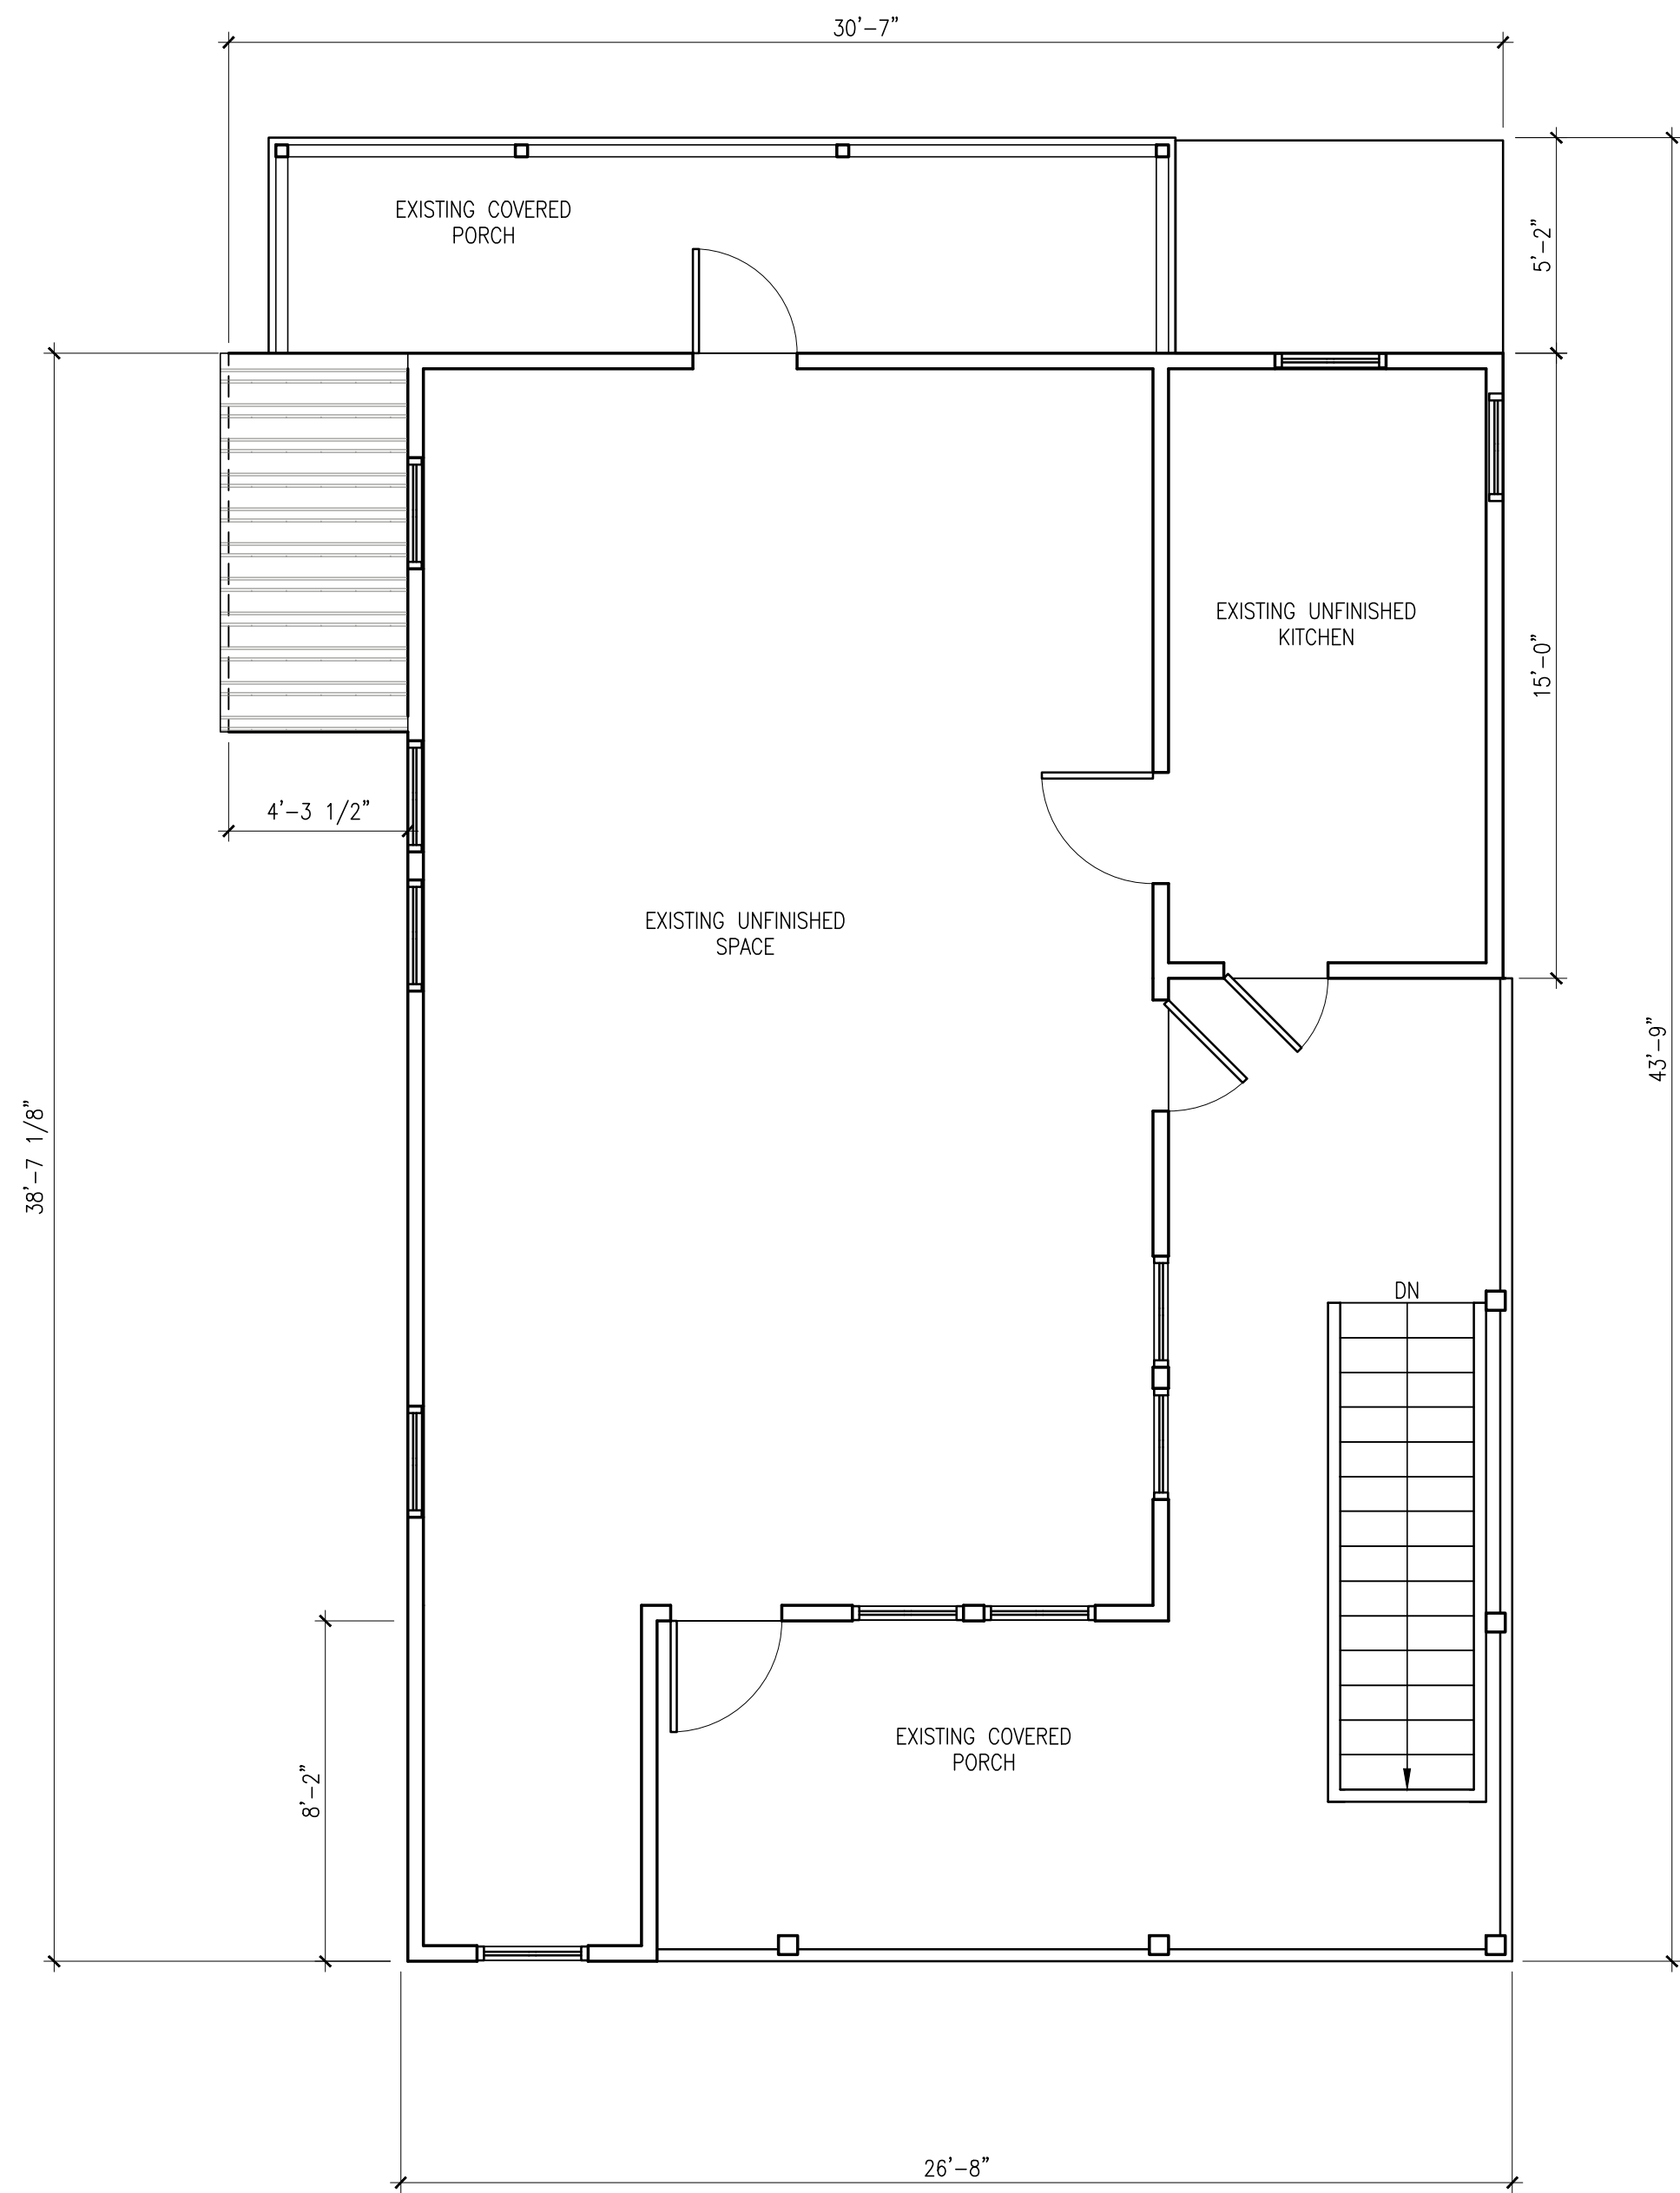 30'-7"
EXISTING COVERED
PORCH
5'-2"
EXISTING UNFINISHED
KITCHEN
15'-0"
4'-3 1/2"
EXISTING UNFINISHED
SPACE
43'-9"
38'-7 1/8"
DN
EXISTING COVERED
PORCH
8'-2"
26'-8"